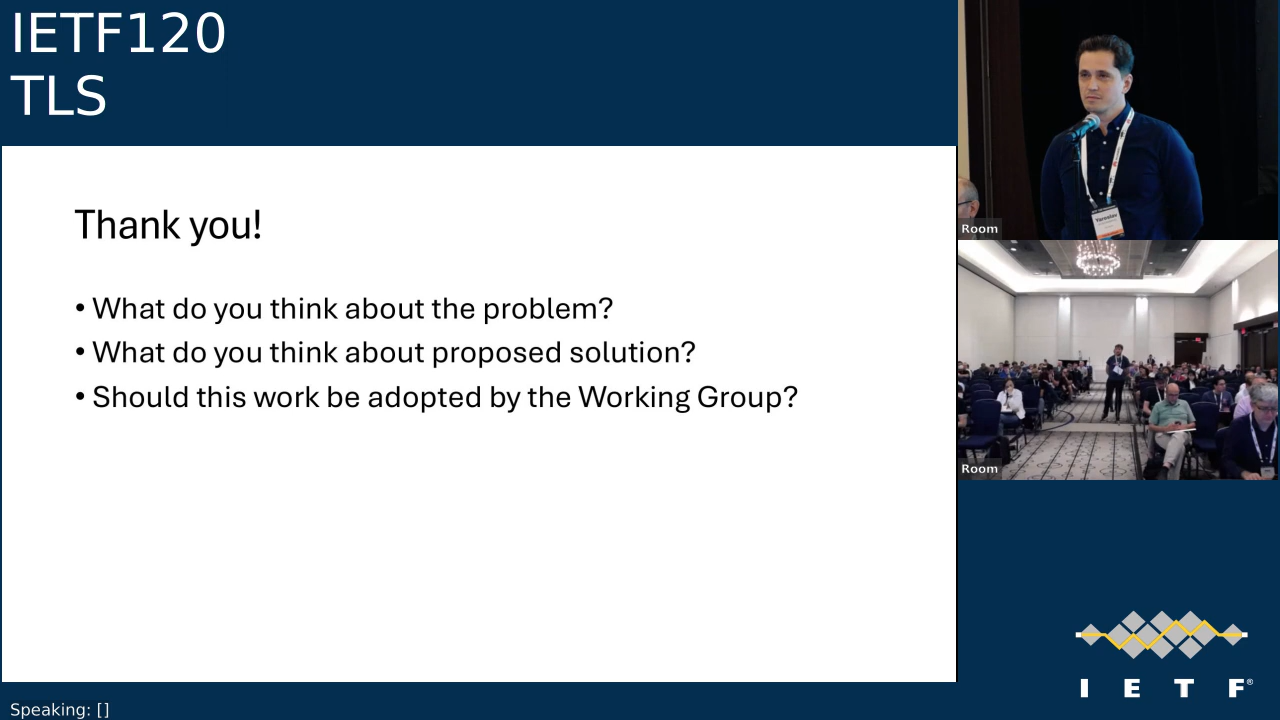 IETF120
TLS
Thank you!
• What do you think about the problem?
• What do you think about proposed solution?
• Should this work be adopted by the Working Group?
Yaroslav
Room
Room
I E T F®
Speaking: []